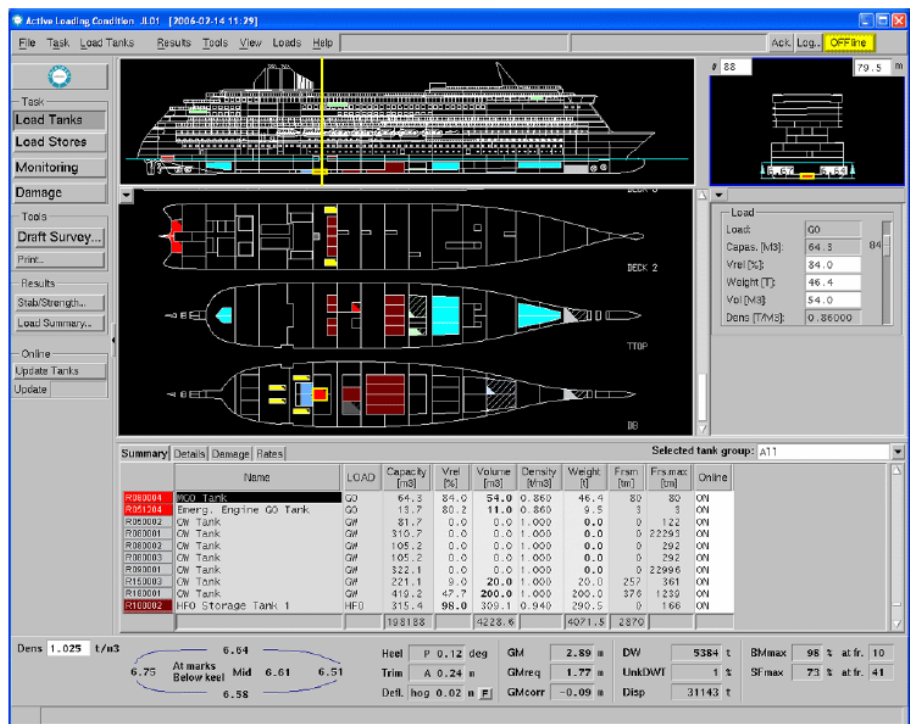 Active Loading Condition JL01 [2006-02-14 11:29]
File Task Load Tanks Results Tools View Loads Help Ack. Log.. OFFline
Task
Load Tanks
Load Stores
Monitoring
Damage
Tools
Draft Survey...
Print...
Results
Stab/Strength...
Load Summary...
Online
Update Tanks
Update
# 88 79.5 m
DECK 2
TTOP
DB
Load
Load: GO
Capas. [M3]: 64.3 84
Vrel [%]: 84.0
Weight [T]: 46.4
Vol [M3]: 54.0
Dens [T/M3]: 0.86000
Summary Details Damage Rates Selected tank group: All
Name LOAD Capacity [m3] Vrel [%] Volume [m3] Density [t/m3] Weight [t] Frsm [tm] Frsmax [tm] Online
R080004 MGO Tank GO 64.3 84.0 54.0 0.860 46.4 80 80 ON
R051204 Emerg. Engine GO Tank GO 13.7 80.2 11.0 0.860 9.5 3 3 ON
GW Tank GW 81.7 0.0 0.0 1.000 0.0 0 122 ON
GW Tank GW 310.7 0.0 0.0 1.000 0.0 0 22293 ON
GW Tank GW 105.2 0.0 0.0 1.000 0.0 0 292 ON
GW Tank GW 105.2 0.0 0.0 1.000 0.0 0 292 ON
R090001 GW Tank GW 322.1 0.0 0.0 1.000 0.0 0 22996 ON
R150003 GW Tank GW 221.1 9.0 20.0 1.000 20.0 257 361 ON
R180001 GW Tank GW 419.2 47.7 200.0 1.000 200.0 376 1239 ON
R100002 HFO Storage Tank 1 HFO 315.4 98.0 309.1 0.940 290.5 0 166 ON
198188 4228.6 4071.5 2870
Dens 1.025 t/m3
6.64
6.75 At marks Below keel Mid 6.61 6.51
6.58
Heel P 0.12 deg GM 2.89 m DW 5384 t BMmax 98 % at fr. 10
Trim A 0.24 m GMreq 1.77 m UnkDWT 1 % SFmax 73 % at fr. 41
Defl. hog 0.02 m F GMcorr -0.09 m Disp 31143 t